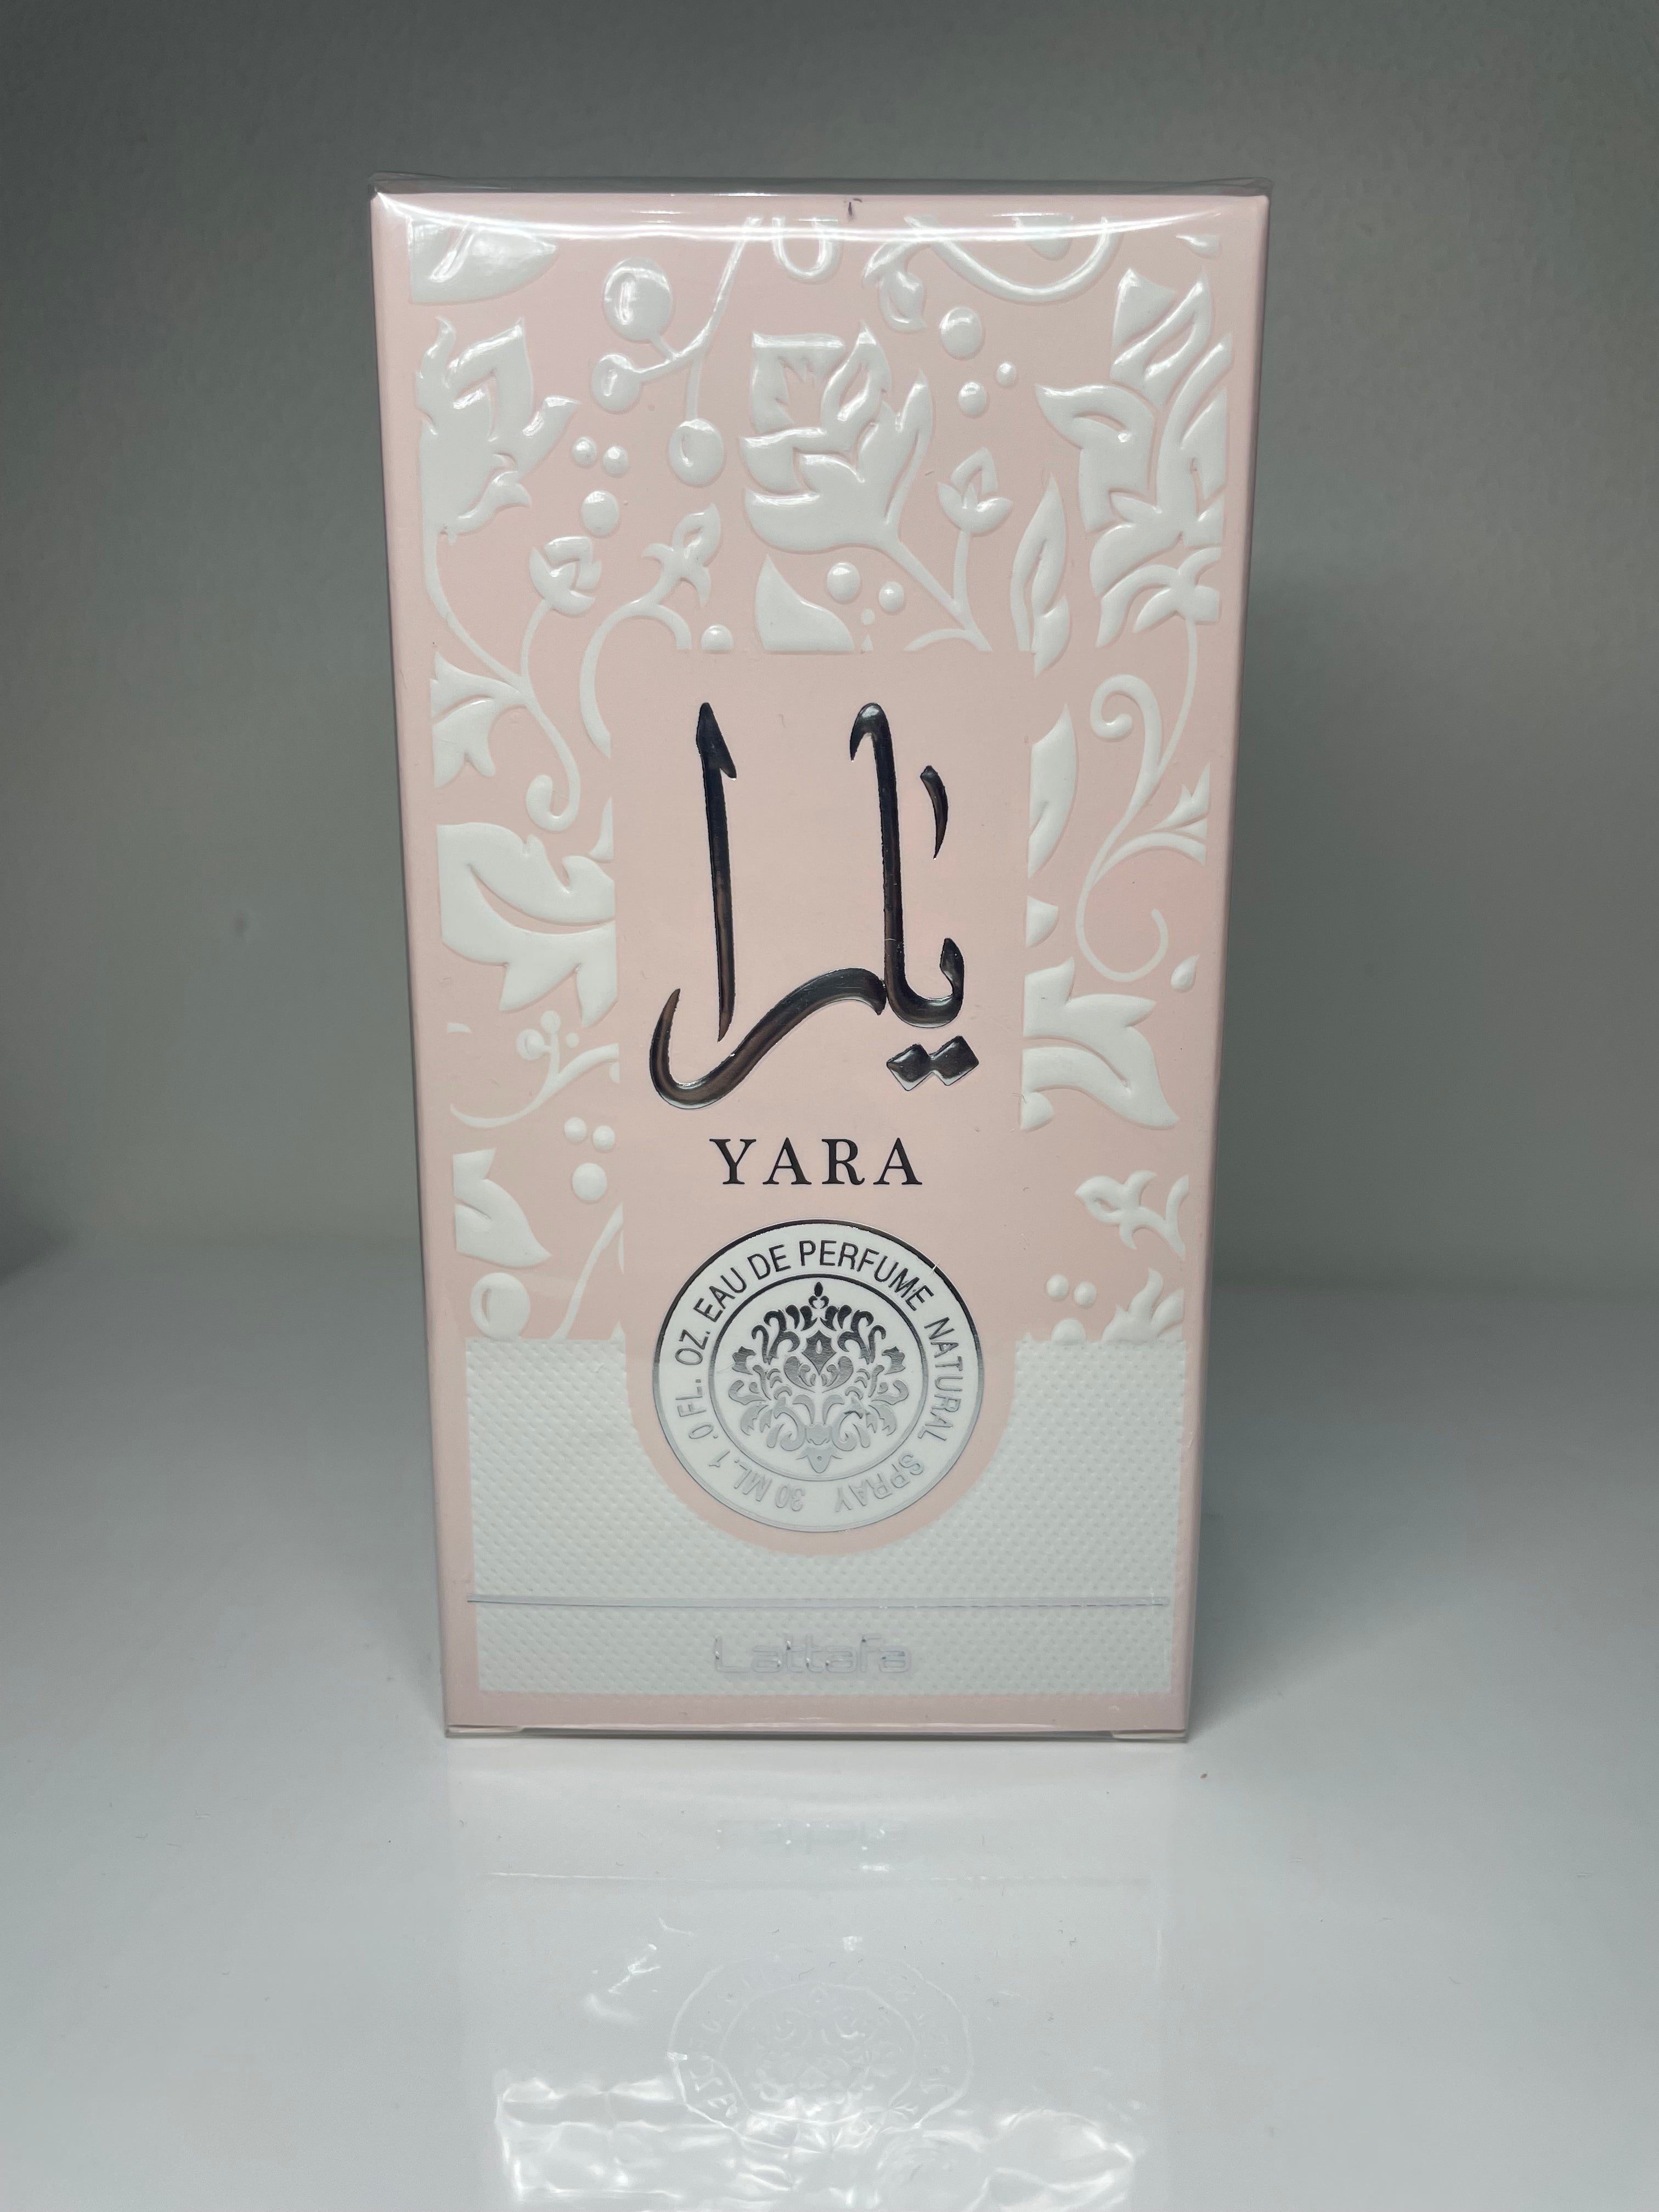 يارا
YARA
EAU DE PERFUME NATURAL SPRAY 30 ML. 1.0 FL. OZ.
Lattafa